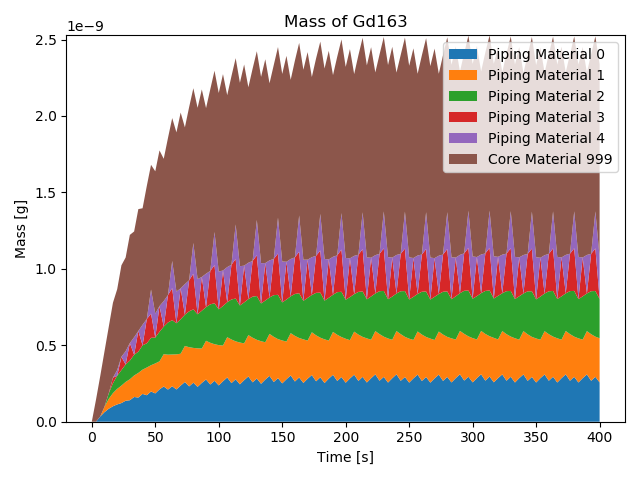 Mass of Gd163
1e−9
2.5
2.0
1.5
1.0
0.5
0.0
Mass [g]
Piping Material 0
Piping Material 1
Piping Material 2
Piping Material 3
Piping Material 4
Core Material 999
0
50
100
150
200
250
300
350
400
Time [s]